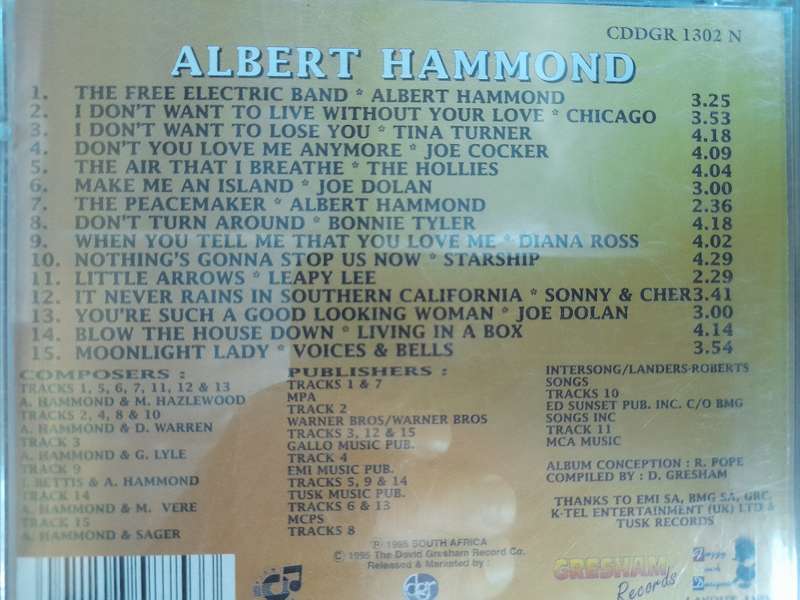 CDDGR 1302 N
ALBERT HAMMOND
1. THE FREE ELECTRIC BAND * ALBERT HAMMOND 3.25
2. I DON'T WANT TO LIVE WITHOUT YOUR LOVE * CHICAGO 3.53
3. I DON'T WANT TO LOSE YOU * TINA TURNER 4.18
4. DON'T YOU LOVE ME ANYMORE * JOE COCKER 4.09
5. THE AIR THAT I BREATHE * THE HOLLIES 4.04
6. MAKE ME AN ISLAND * JOE DOLAN 3.00
7. THE PEACEMAKER * ALBERT HAMMOND 2.36
8. DON'T TURN AROUND * BONNIE TYLER 4.18
9. WHEN YOU TELL ME THAT YOU LOVE ME * DIANA ROSS 4.02
10. NOTHING'S GONNA STOP US NOW * STARSHIP 4.29
11. LITTLE ARROWS * LEAPY LEE 2.29
12. IT NEVER RAINS IN SOUTHERN CALIFORNIA * SONNY & CHER 3.41
13. YOU'RE SUCH A GOOD LOOKING WOMAN * JOE DOLAN 3.00
14. BLOW THE HOUSE DOWN * LIVING IN A BOX 4.14
15. MOONLIGHT LADY * VOICES & BELLS 3.54
COMPOSERS :
TRACKS 1, 5, 6, 7, 11, 12 & 13
A. HAMMOND & M. HAZLEWOOD
TRACKS 2, 4, 8 & 10
A. HAMMOND & D. WARREN
TRACK 3
A. HAMMOND & G. LYLE
TRACK 9
J. BETTIS & A. HAMMOND
TRACK 14
A. HAMMOND & M. VERE
TRACK 15
A. HAMMOND & SAGER
PUBLISHERS :
TRACKS 1 & 7
MPA
TRACK 2
WARNER BROS/WARNER BROS
TRACKS 3, 12 & 15
GALLO MUSIC PUB.
TRACK 4
EMI MUSIC PUB.
TRACKS 5, 9 & 14
TUSK MUSIC PUB.
TRACKS 6 & 13
MCPS
TRACKS 8
INTERSONG/LANDERS-ROBERTS
SONGS
TRACKS 10
ED SUNSET PUB. INC. C/O BMG
SONGS INC
TRACK 11
MCA MUSIC
ALBUM CONCEPTION : R. POPE
COMPILED BY : D. GRESHAM
THANKS TO EMI SA, BMG SA, GRC,
K-TEL ENTERTAINMENT (UK) LTD &
TUSK RECORDS
℗ 1995 SOUTH AFRICA
© 1995 The David Gresham Record Co.
Released & Marketed by :
dgr
GRESHAM
Records